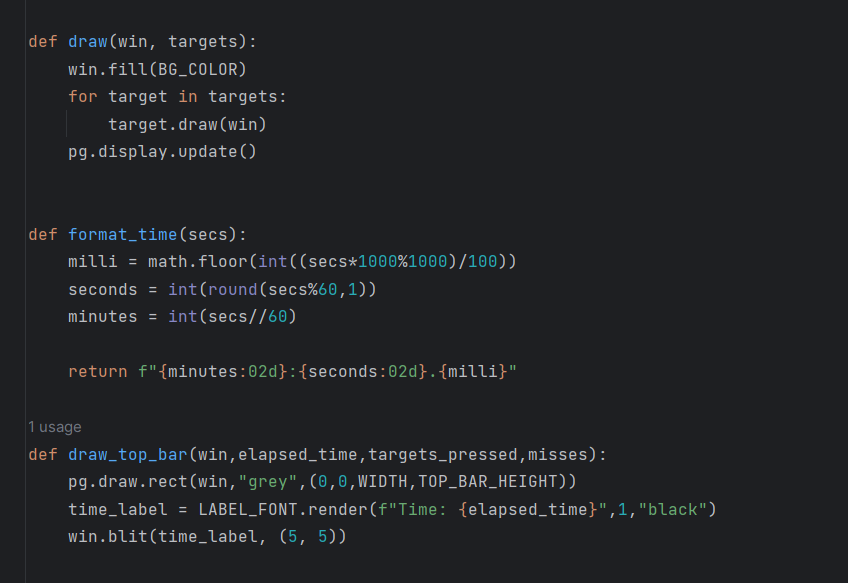 def draw(win, targets):
    win.fill(BG_COLOR)
    for target in targets:
        target.draw(win)
    pg.display.update()
def format_time(secs):
    milli = math.floor(int((secs*1000%1000)/100))
    seconds = int(round(secs%60,1))
    minutes = int(secs//60)
    return f"{minutes:02d}:{seconds:02d}.{milli}"
1 usage
def draw_top_bar(win,elapsed_time,targets_pressed,misses):
    pg.draw.rect(win,"grey",(0,0,WIDTH,TOP_BAR_HEIGHT))
    time_label = LABEL_FONT.render(f"Time: {elapsed_time}",1,"black")
    win.blit(time_label, (5, 5))